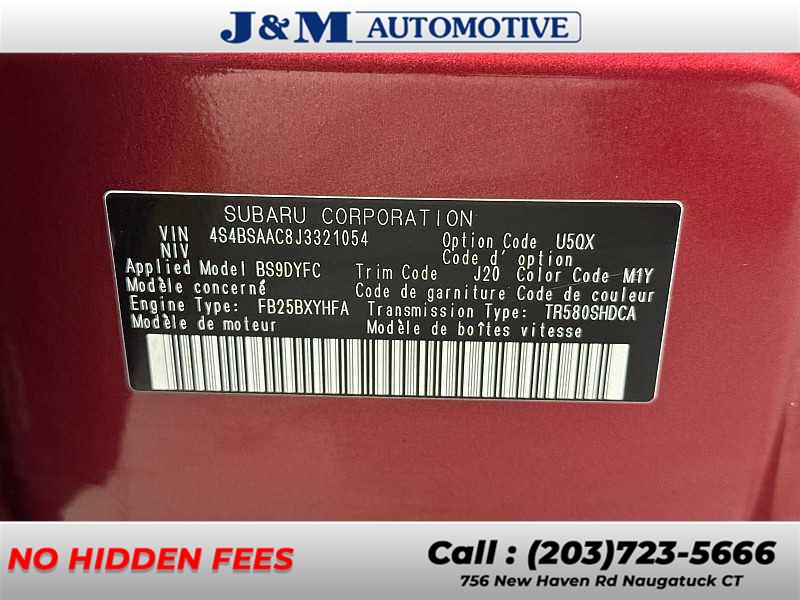 J&M AUTOMOTIVE
SUBARU CORPORATION
VIN 4S4BSAAC8J3321054 Option Code U5QX
NIV Code d'option
Applied Model BS9DYFC Trim Code J20 Color Code M1Y
Modèle concerné Code de garniture Code de couleur
Engine Type: FB25BXYHFA Transmission Type: TR580SHDCA
Modèle de moteur Modèle de boîtes vitesse
NO HIDDEN FEES
Call : (203)723-5666
756 New Haven Rd Naugatuck CT